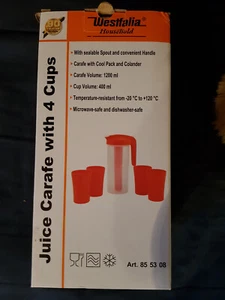 Westfalia®
Household
• With sealable Spout and convenient Handle
• Carafe with Cool Pack and Colander
• Carafe Volume: 1200 ml
• Cup Volume: 400 ml
• Temperature-resistant from -20 °C to +120 °C
• Microwave-safe and dishwasher-safe
Juice Carafe with 4 Cups
Art. 85 53 08